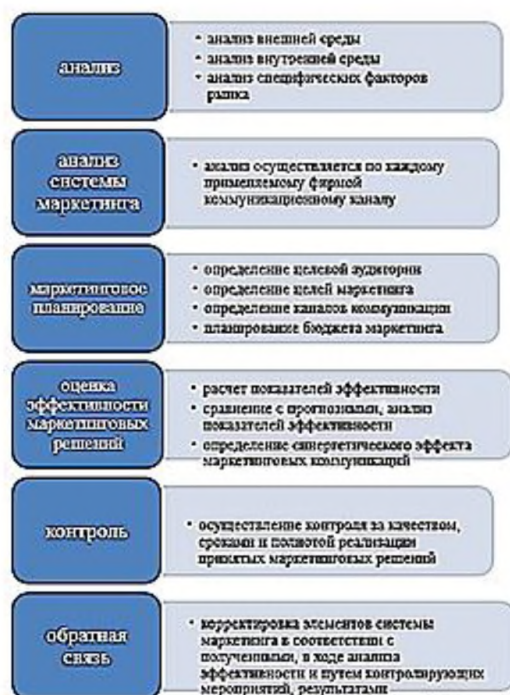 анализ
• анализ внешней среды
• анализ внутренней среды
• анализ специфических факторов
рынка
анализ
системы
маркетинга
• анализ осуществляется по каждому
применяемому фирмой
коммуникационному каналу
маркетинговое
планирование
• определение целевой аудитории
• определение целей маркетинга
• определение каналов коммуникации
• планирование бюджета маркетинга
оценка
эффективности
маркетинговых
решений
• расчет показателей эффективности
• сравнение с прогнозными, анализ
показателей эффективности
• определение синергетического эффекта
маркетинговых коммуникаций
контроль
• осуществление контроля за качеством,
сроками и полнотой реализации
принятых маркетинговых решений
обратная
связь
• корректировка элементов системы
маркетинга в соответствии с
полученными, в ходе анализа
эффективности и путем контролирующих
мероприятий, результатами